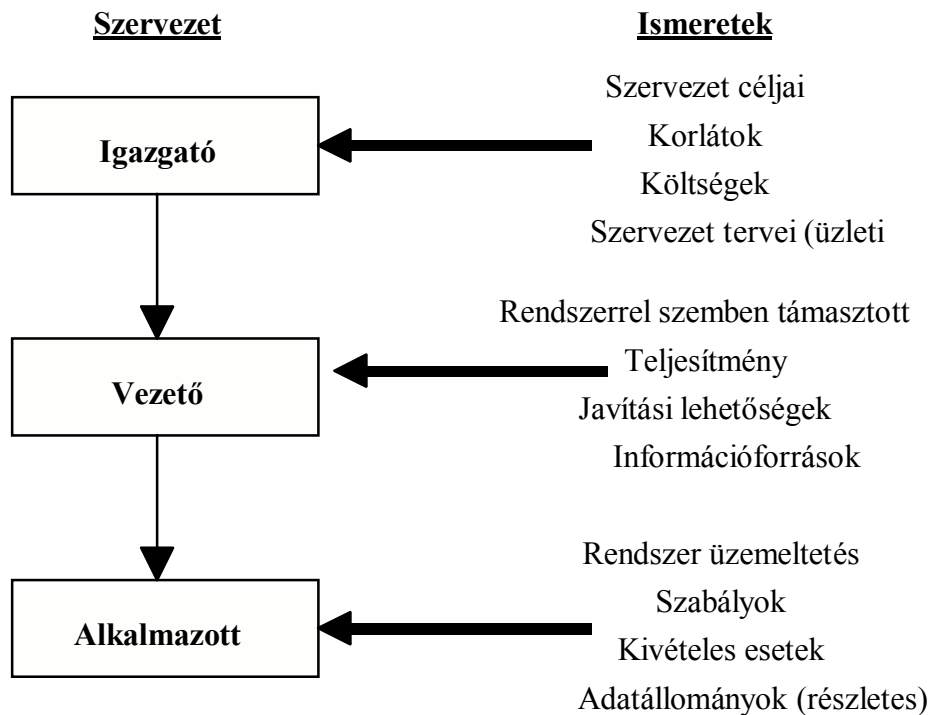 Szervezet
Ismeretek
Igazgató
Szervezet céljai
Korlátok
Költségek
Szervezet tervei (üzleti
Vezető
Rendszerrel szemben támasztott
Teljesítmény
Javítási lehetőségek
Információforrások
Alkalmazott
Rendszer üzemeltetés
Szabályok
Kivételes esetek
Adatállományok (részletes)